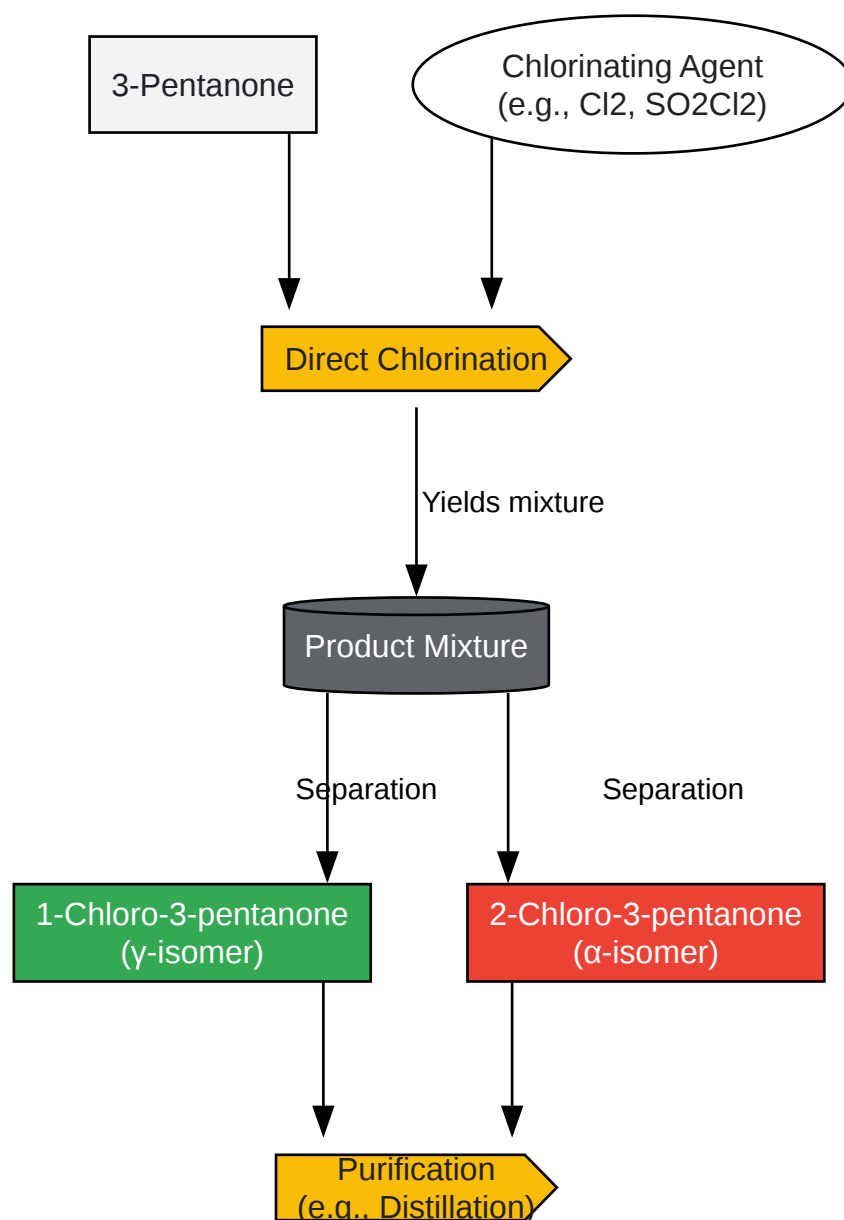 3-Pentanone
Chlorinating Agent
(e.g., Cl2, SO2Cl2)
Direct Chlorination
Yields mixture
Product Mixture
Separation
Separation
1-Chloro-3-pentanone
(γ-isomer)
2-Chloro-3-pentanone
(α-isomer)
Purification
(e.g., Distillation)